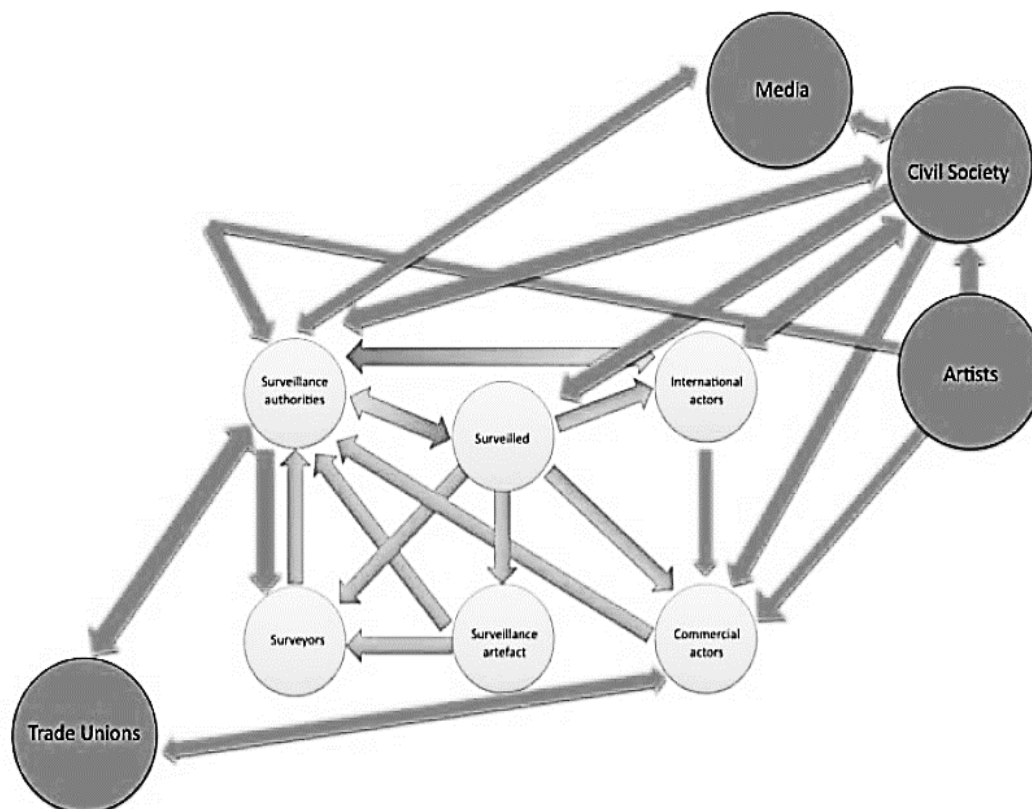 Media
Civil Society
Artists
Surveillance
authorities
International
actors
Surveilled
Surveyors
Surveillance
artefact
Commercial
actors
Trade Unions